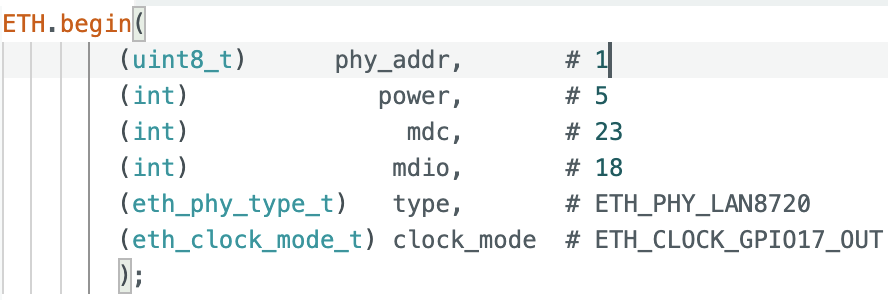 ETH.begin(
(uint8_t) phy_addr, # 1
(int) power, # 5
(int) mdc, # 23
(int) mdio, # 18
(eth_phy_type_t) type, # ETH_PHY_LAN8720
(eth_clock_mode_t) clock_mode # ETH_CLOCK_GPIO17_OUT
);